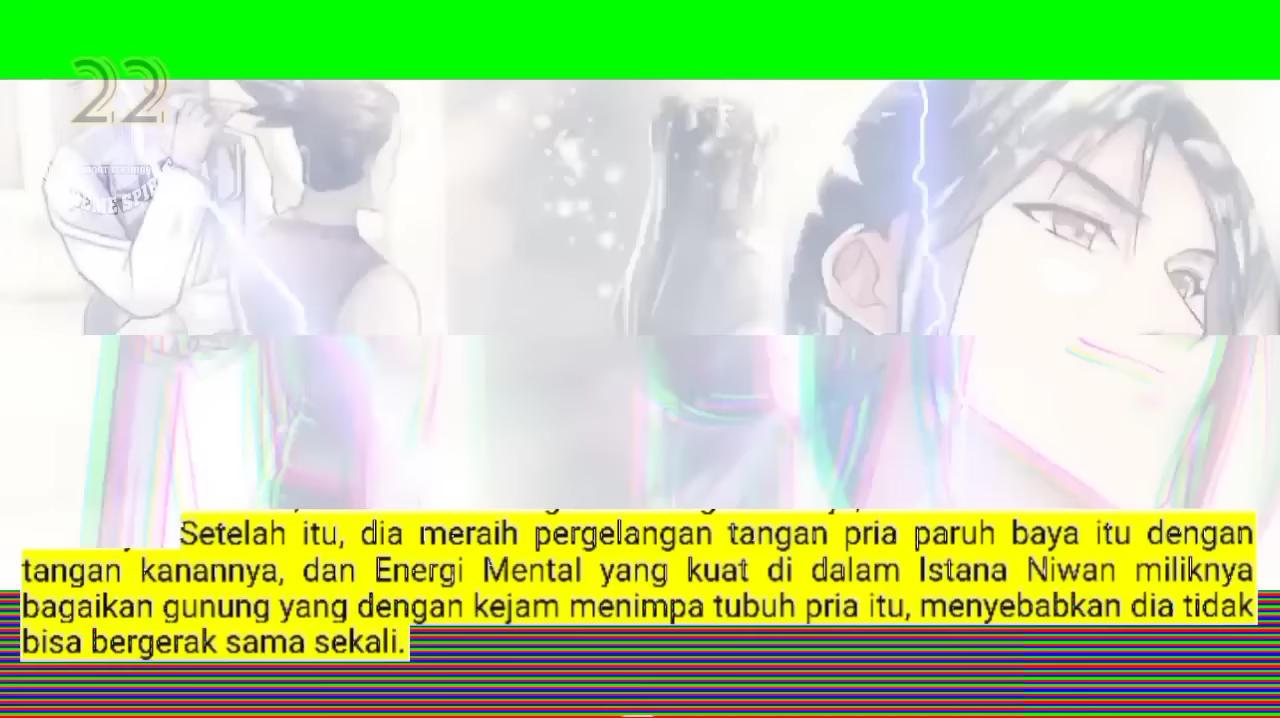 22
Setelah itu, dia meraih pergelangan tangan pria paruh baya itu dengan
tangan kanannya, dan Energi Mental yang kuat di dalam Istana Niwan miliknya
bagaikan gunung yang dengan kejam menimpa tubuh pria itu, menyebabkan dia tidak
bisa bergerak sama sekali.